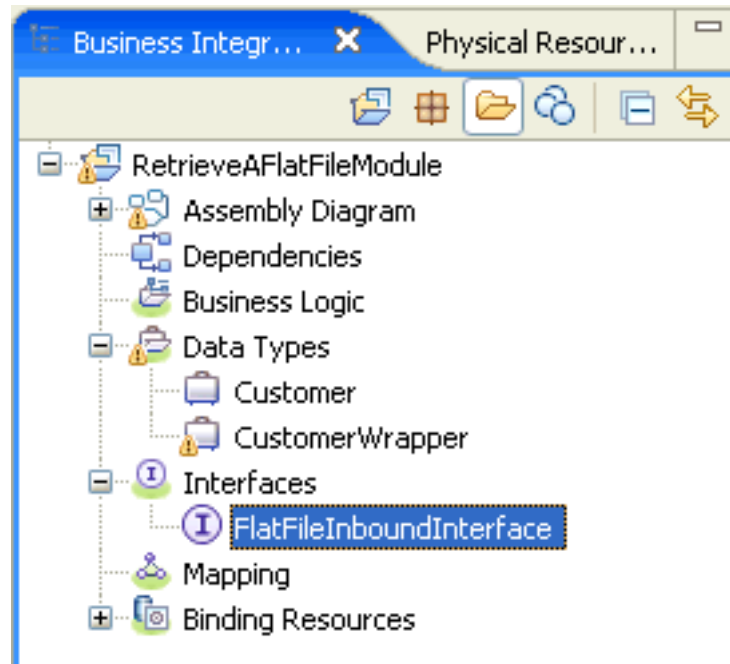 Business Integr... Physical Resour...
RetrieveAFlatFileModule
Assembly Diagram
Dependencies
Business Logic
Data Types
Customer
CustomerWrapper
Interfaces
FlatFileInboundInterface
Mapping
Binding Resources